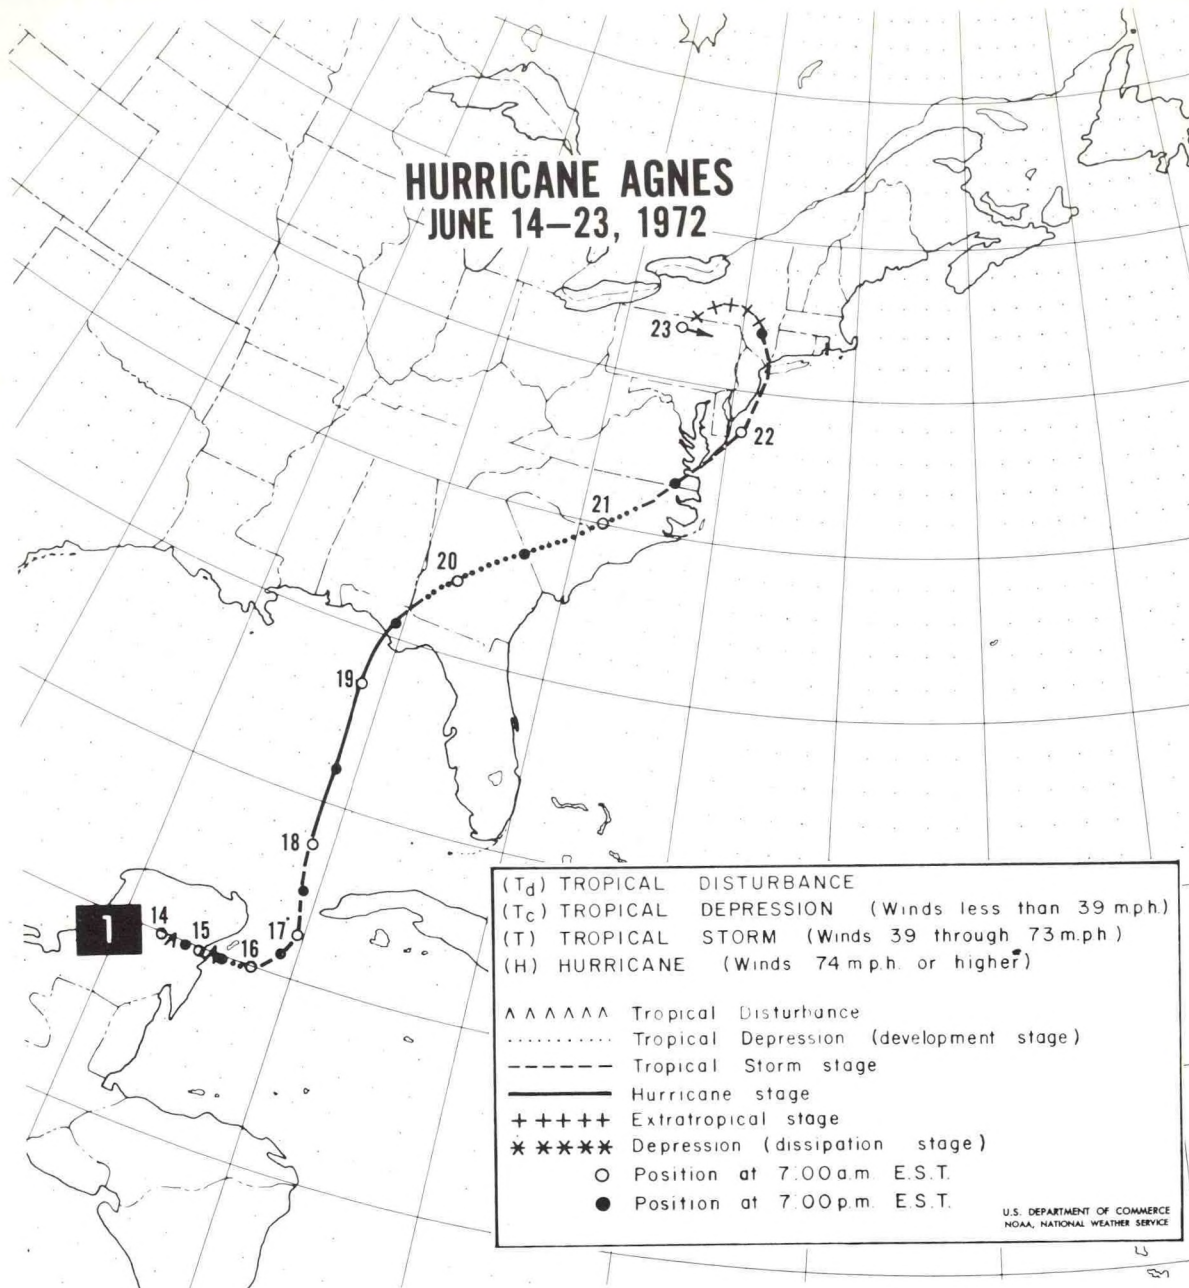 HURRICANE AGNES
JUNE 14–23, 1972
23
22
21
20
19
18
1
14
15
16
17
(Td) TROPICAL DISTURBANCE
(Tc) TROPICAL DEPRESSION (Winds less than 39 m.p.h.)
(T) TROPICAL STORM (Winds 39 through 73 m.p.h.)
(H) HURRICANE (Winds 74 m.p.h. or higher)
^ ^ ^ ^ ^ ^ Tropical Disturbance
............. Tropical Depression (development stage)
------- Tropical Storm stage
——— Hurricane stage
+ + + + + Extratropical stage
* * * * * Depression (dissipation stage)
○ Position at 7:00 a.m. E.S.T.
● Position at 7:00 p.m. E.S.T.
U.S. DEPARTMENT OF COMMERCE
NOAA, NATIONAL WEATHER SERVICE